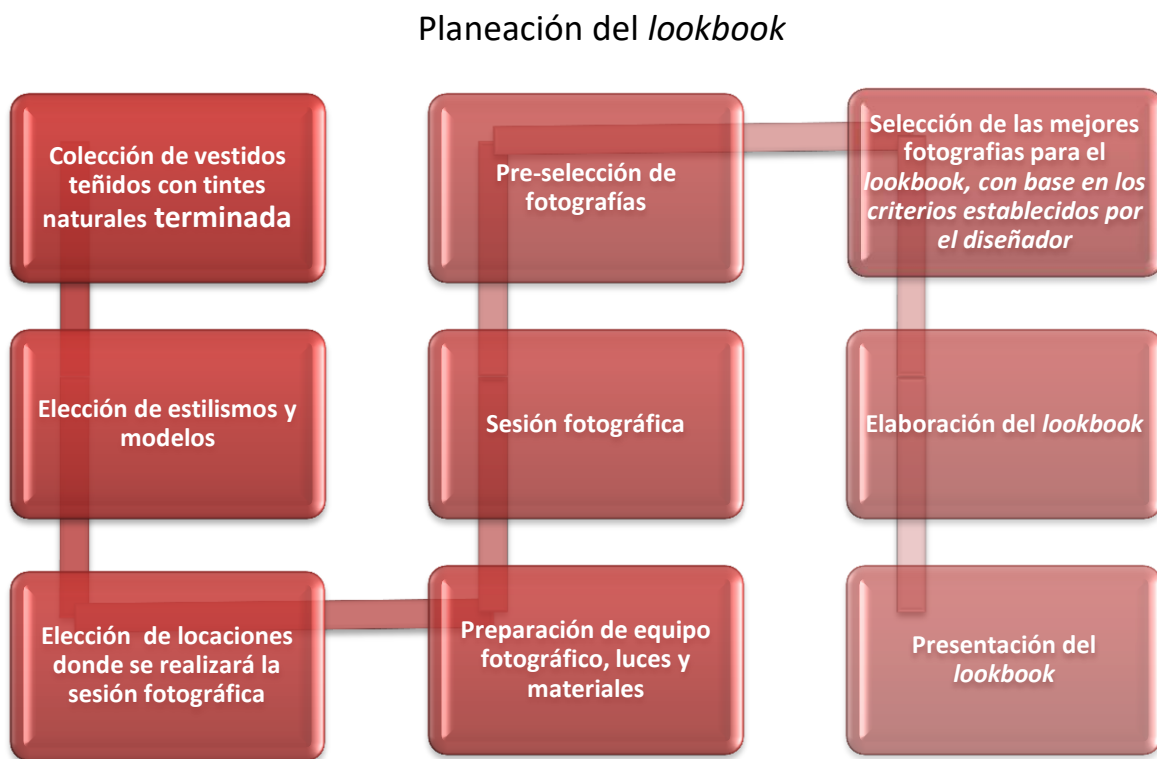 Planeación del lookbook
Colección de vestidos
teñidos con tintes
naturales terminada
Elección de estilismos y
modelos
Elección de locaciones
donde se realizará la
sesión fotográfica
Preparación de equipo
fotográfico, luces y
materiales
Sesión fotográfica
Pre-selección de
fotografías
Selección de las mejores
fotografias para el
lookbook, con base en los
criterios establecidos por
el diseñador
Elaboración del lookbook
Presentación del
lookbook